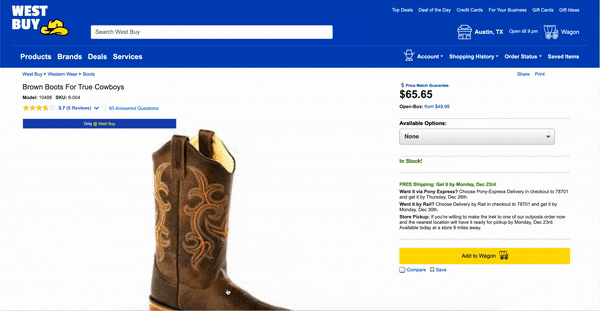 WEST
BUY
Top Deals
Deal of the Day
Credit Cards
For Your Business
Gift Cards
Gift Ideas
Search West Buy
Austin, TX
Open till 9 pm
Wagon
Products
Brands
Deals
Services
Account
Shopping History
Order Status
Saved Items
West Buy
Western Wear
Boots
Share
Print
Brown Boots For True Cowboys
Model: 10488 SKU: 6-004
3.7 (6 Reviews)
85 Answered Questions
Only @ West Buy
$ Price Match Guarantee
$65.65
Open-Box: from $49.99
Available Options:
None
In Stock!
FREE Shipping: Get it by Monday, Dec 23rd
Want it via Pony Express? Choose Pony-Express Delivery in checkout to 78701
and get it by Thursday, Dec 26th.
Want it by Rail? Choose Delivery by Rail in checkout to 78701 and get it by
Monday, Dec 30th.
Store Pickup: If you're willing to make the trek to one of our outposts order now
and the nearest location will have it ready for pickup by Monday, Dec 23rd.
Available today at a store 9 miles away.
Add to Wagon
Compare
Save